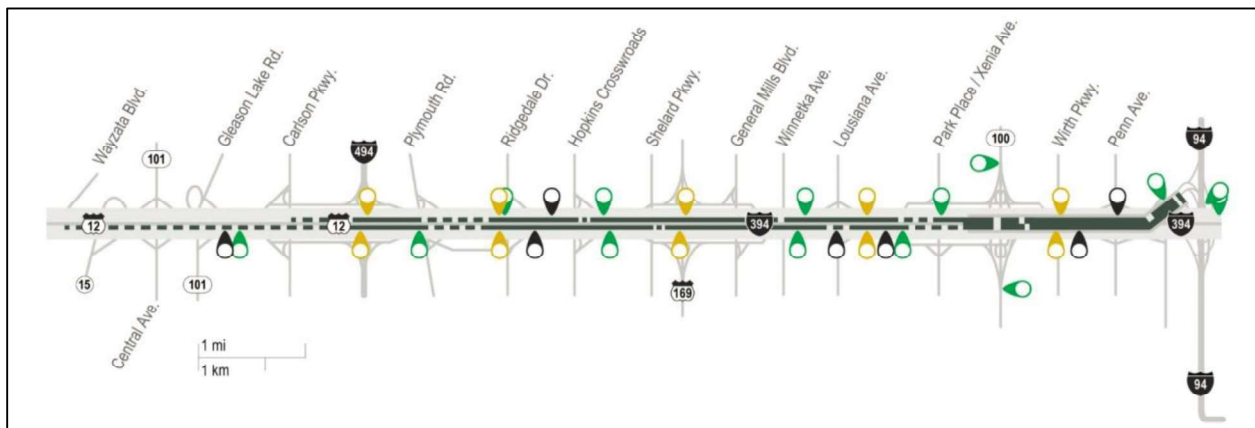 Wayzata Blvd.
101
Gleason Lake Rd.
Carlson Pkwy.
494
Plymouth Rd.
Ridgedale Dr.
Hopkins Crosswroads
Shelard Pkwy.
General Mills Blvd.
Winnetka Ave.
Lousiana Ave.
Park Place / Xenia Ave.
100
Wirth Pkwy.
Penn Ave.
94
12
12
394
394
15
Central Ave.
101
169
1 mi
1 km
94